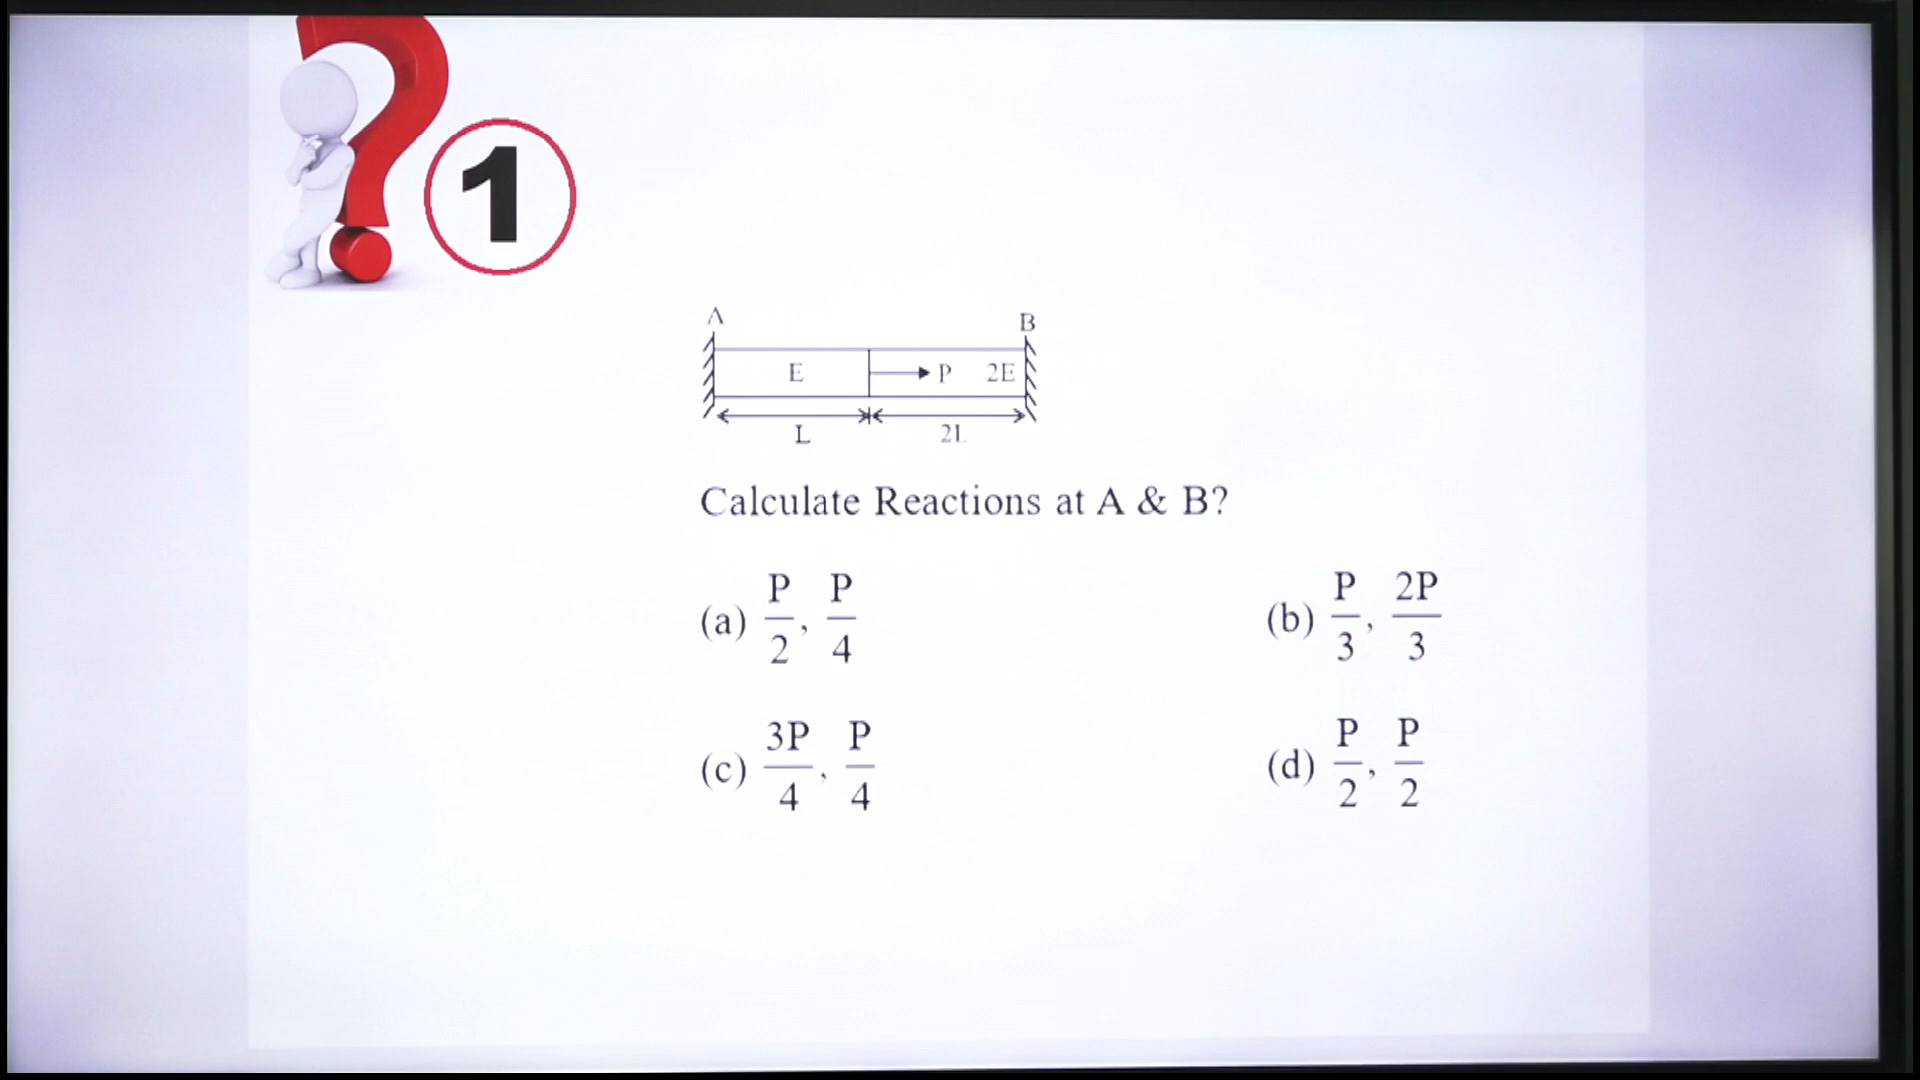 1
A
B
E
P
2E
L
2L
Calculate Reactions at A & B?
(a) P/2, P/4
(b) P/3, 2P/3
(c) 3P/4, P/4
(d) P/2, P/2